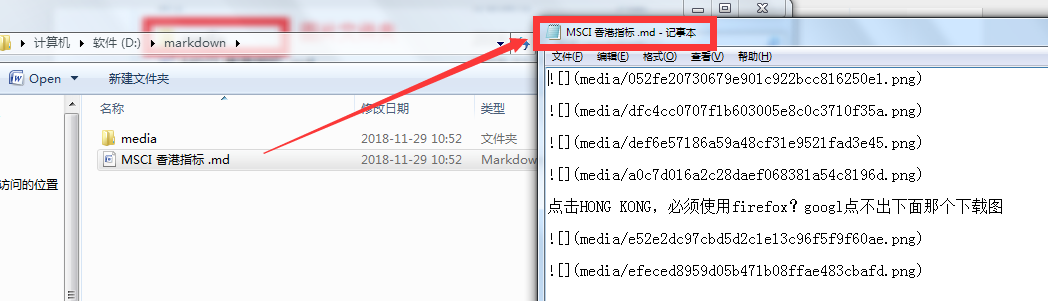 计算机 ▸ 软件 (D:) ▸ markdown ▸
Open
新建文件夹
名称
修改日期
类型
media
2018-11-29 10:52
文件夹
MSCI 香港指标 .md
2018-11-29 10:52
Markdown
访问的位置
MSCI 香港指标 .md - 记事本
文件(F) 编辑(E) 格式(O) 查看(V) 帮助(H)
![](media/052fe20730679e901c922bcc816250e1.png)
![](media/dfc4cc0707f1b603005e8c0c3710f35a.png)
![](media/def6e57186a59a48cf31e9521fad3e45.png)
![](media/a0c7d016a2c28daef068381a54c8196d.png)
点击HONG KONG，必须使用firefox？googl点不出下面那个下载图
![](media/e52e2dc97cbd5d2c1e13c96f5f9f60ae.png)
![](media/efeced8959d05b471b08ffae483cbafd.png)
计算机